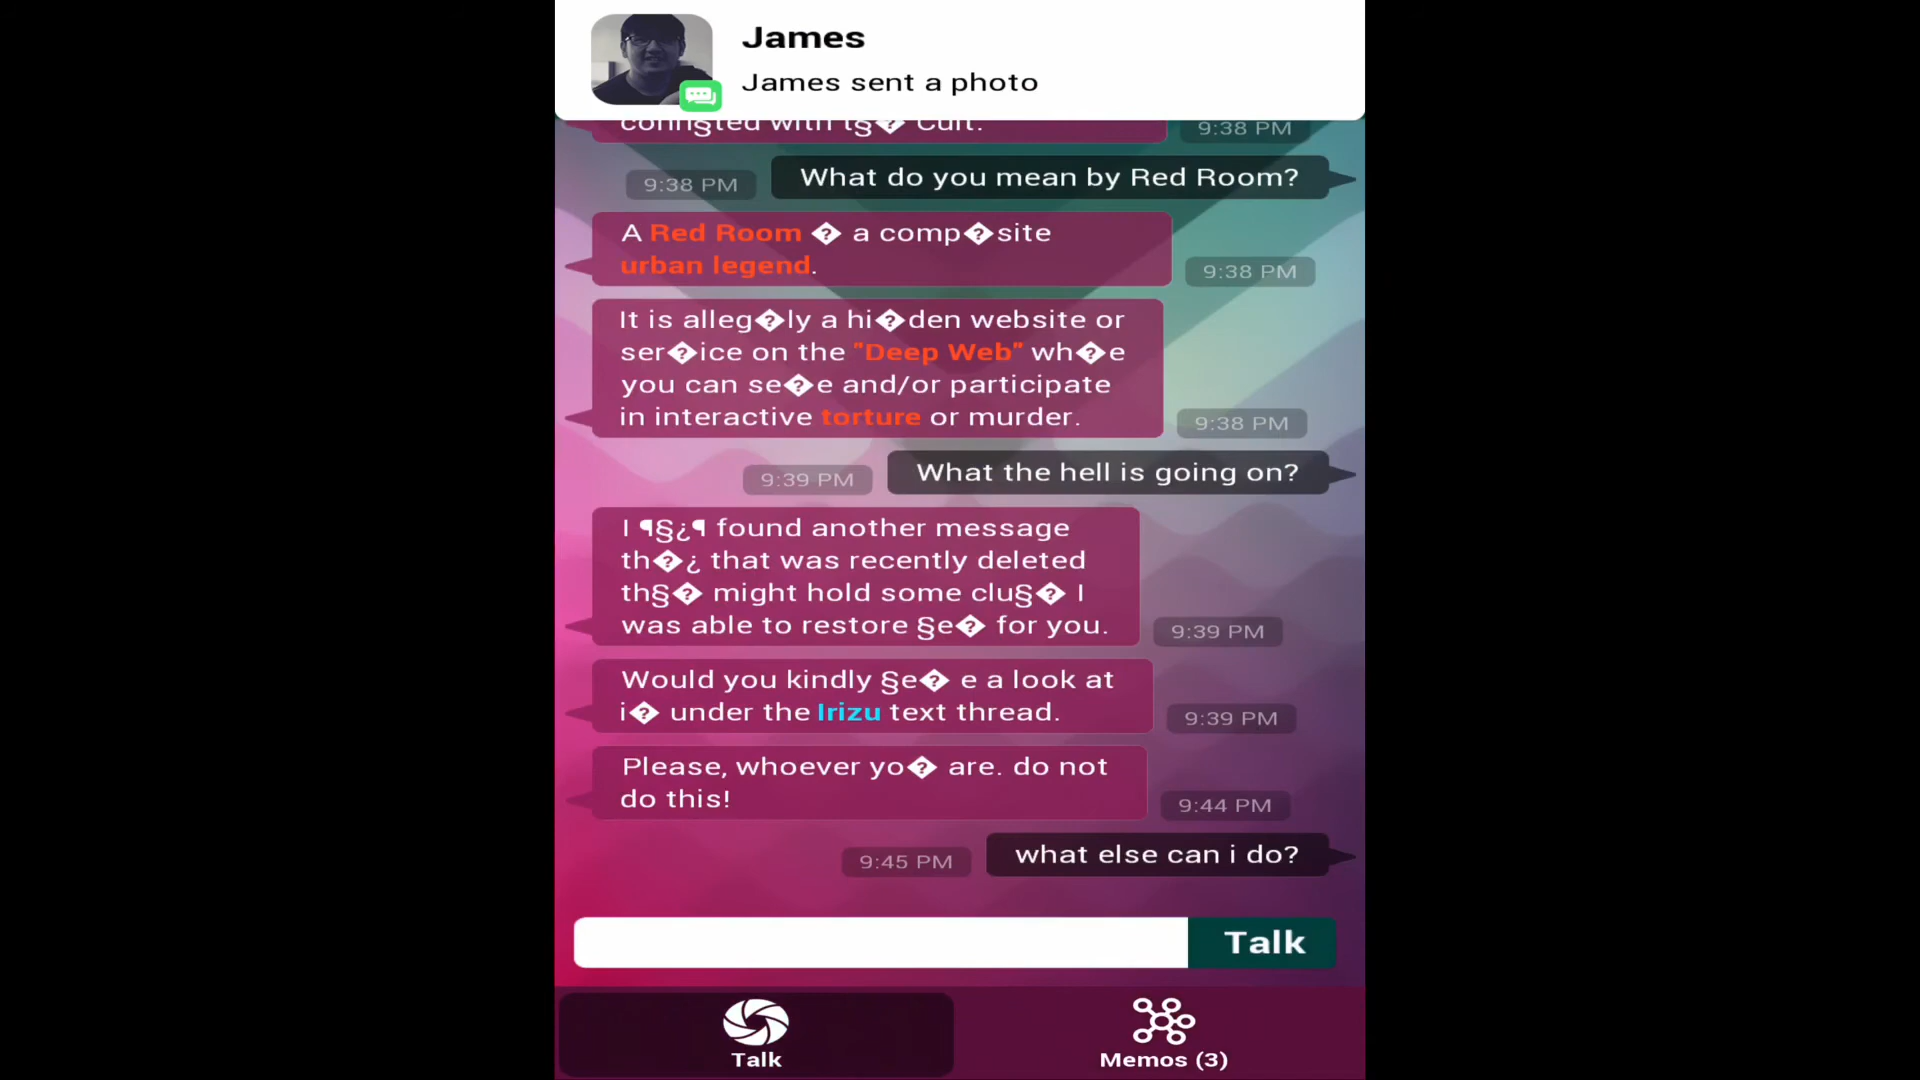 James
James sent a photo
conn§ted with t§� Cult.
9:38 PM
9:38 PM
What do you mean by Red Room?
A Red Room � a comp�site
urban legend.
9:38 PM
It is alleg�ly a hi�den website or
ser�ice on the "Deep Web" wh�e
you can se�e and/or participate
in interactive torture or murder.
9:38 PM
9:39 PM
What the hell is going on?
I ¶§¿¶ found another message
th�¿ that was recently deleted
th§� might hold some clu§� I
was able to restore §e� for you.
9:39 PM
Would you kindly §e� e a look at
i� under the Irizu text thread.
9:39 PM
Please, whoever yo� are. do not
do this!
9:44 PM
9:45 PM
what else can i do?
Talk
Talk
Memos (3)